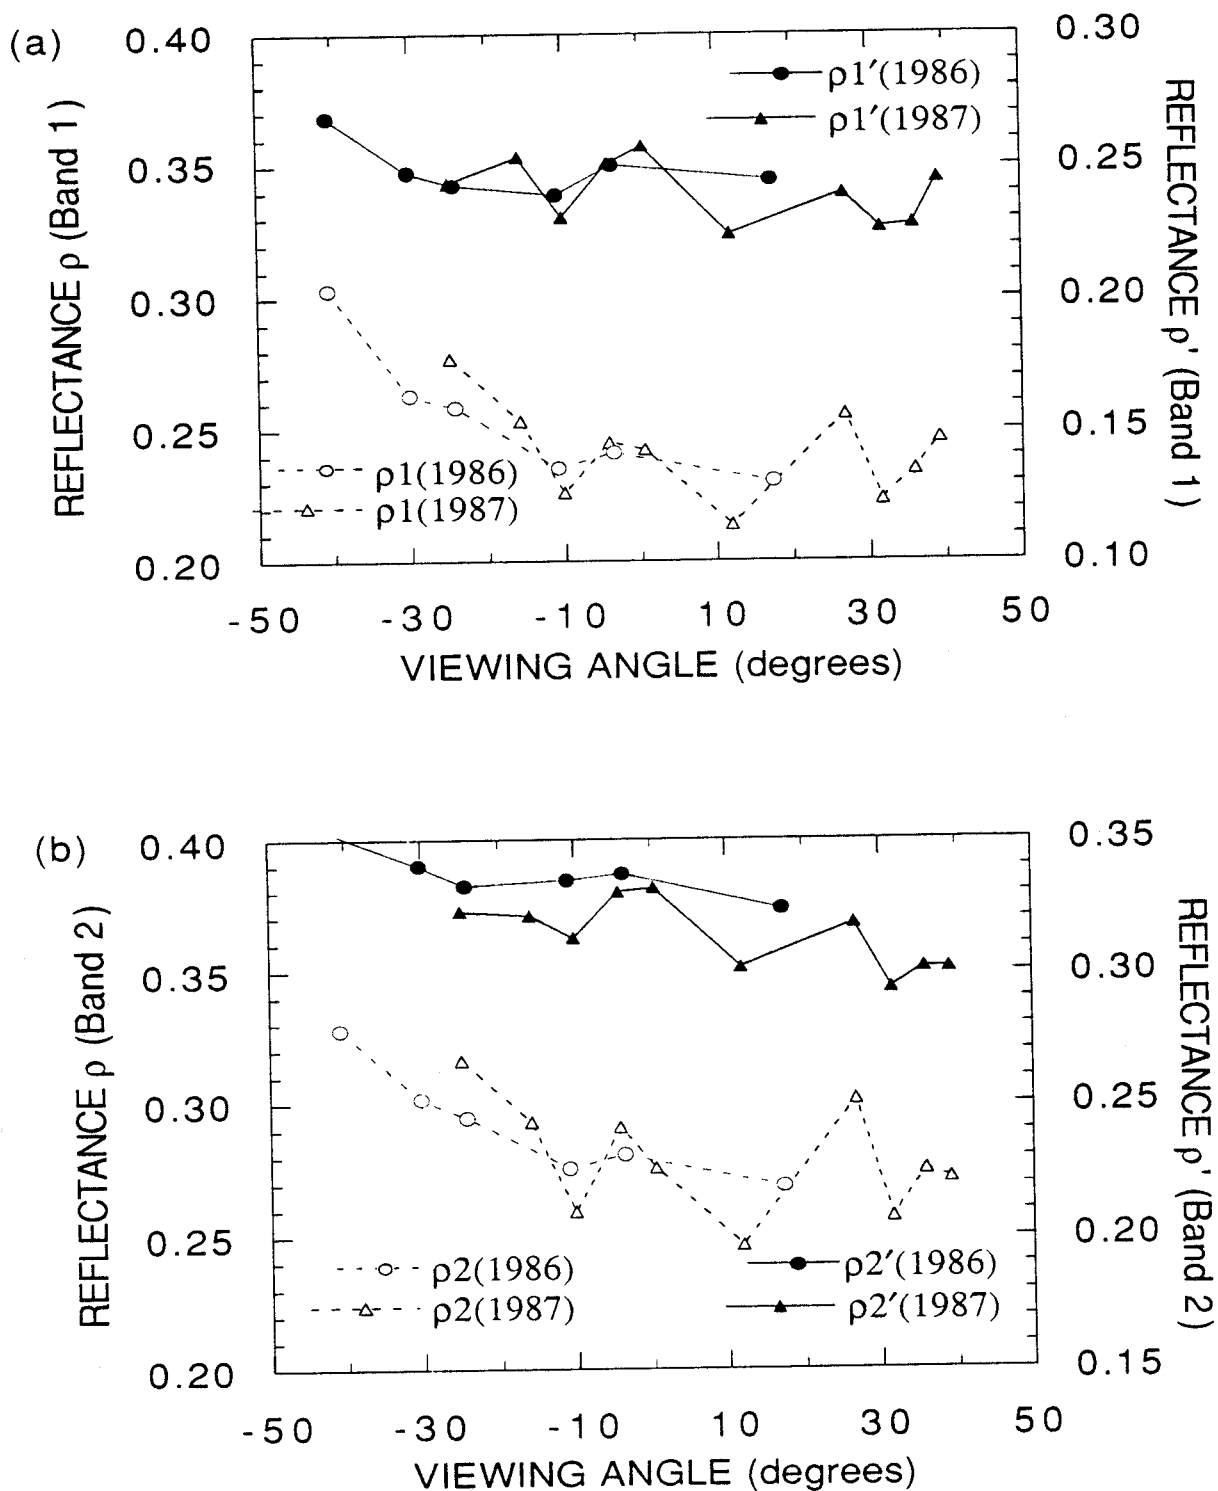 (a)
0.40
0.35
0.30
0.25
0.20
REFLECTANCE ρ (Band 1)
ρ1′(1986)
ρ1′(1987)
ρ1(1986)
ρ1(1987)
0.30
0.25
0.20
0.15
0.10
REFLECTANCE ρ' (Band 1)
-50 -30 -10 10 30 50
VIEWING ANGLE (degrees)
(b)
0.40
0.35
0.30
0.25
0.20
REFLECTANCE ρ (Band 2)
ρ2(1986)
ρ2(1987)
ρ2′(1986)
ρ2′(1987)
0.35
0.30
0.25
0.20
0.15
REFLECTANCE ρ' (Band 2)
-50 -30 -10 10 30 50
VIEWING ANGLE (degrees)